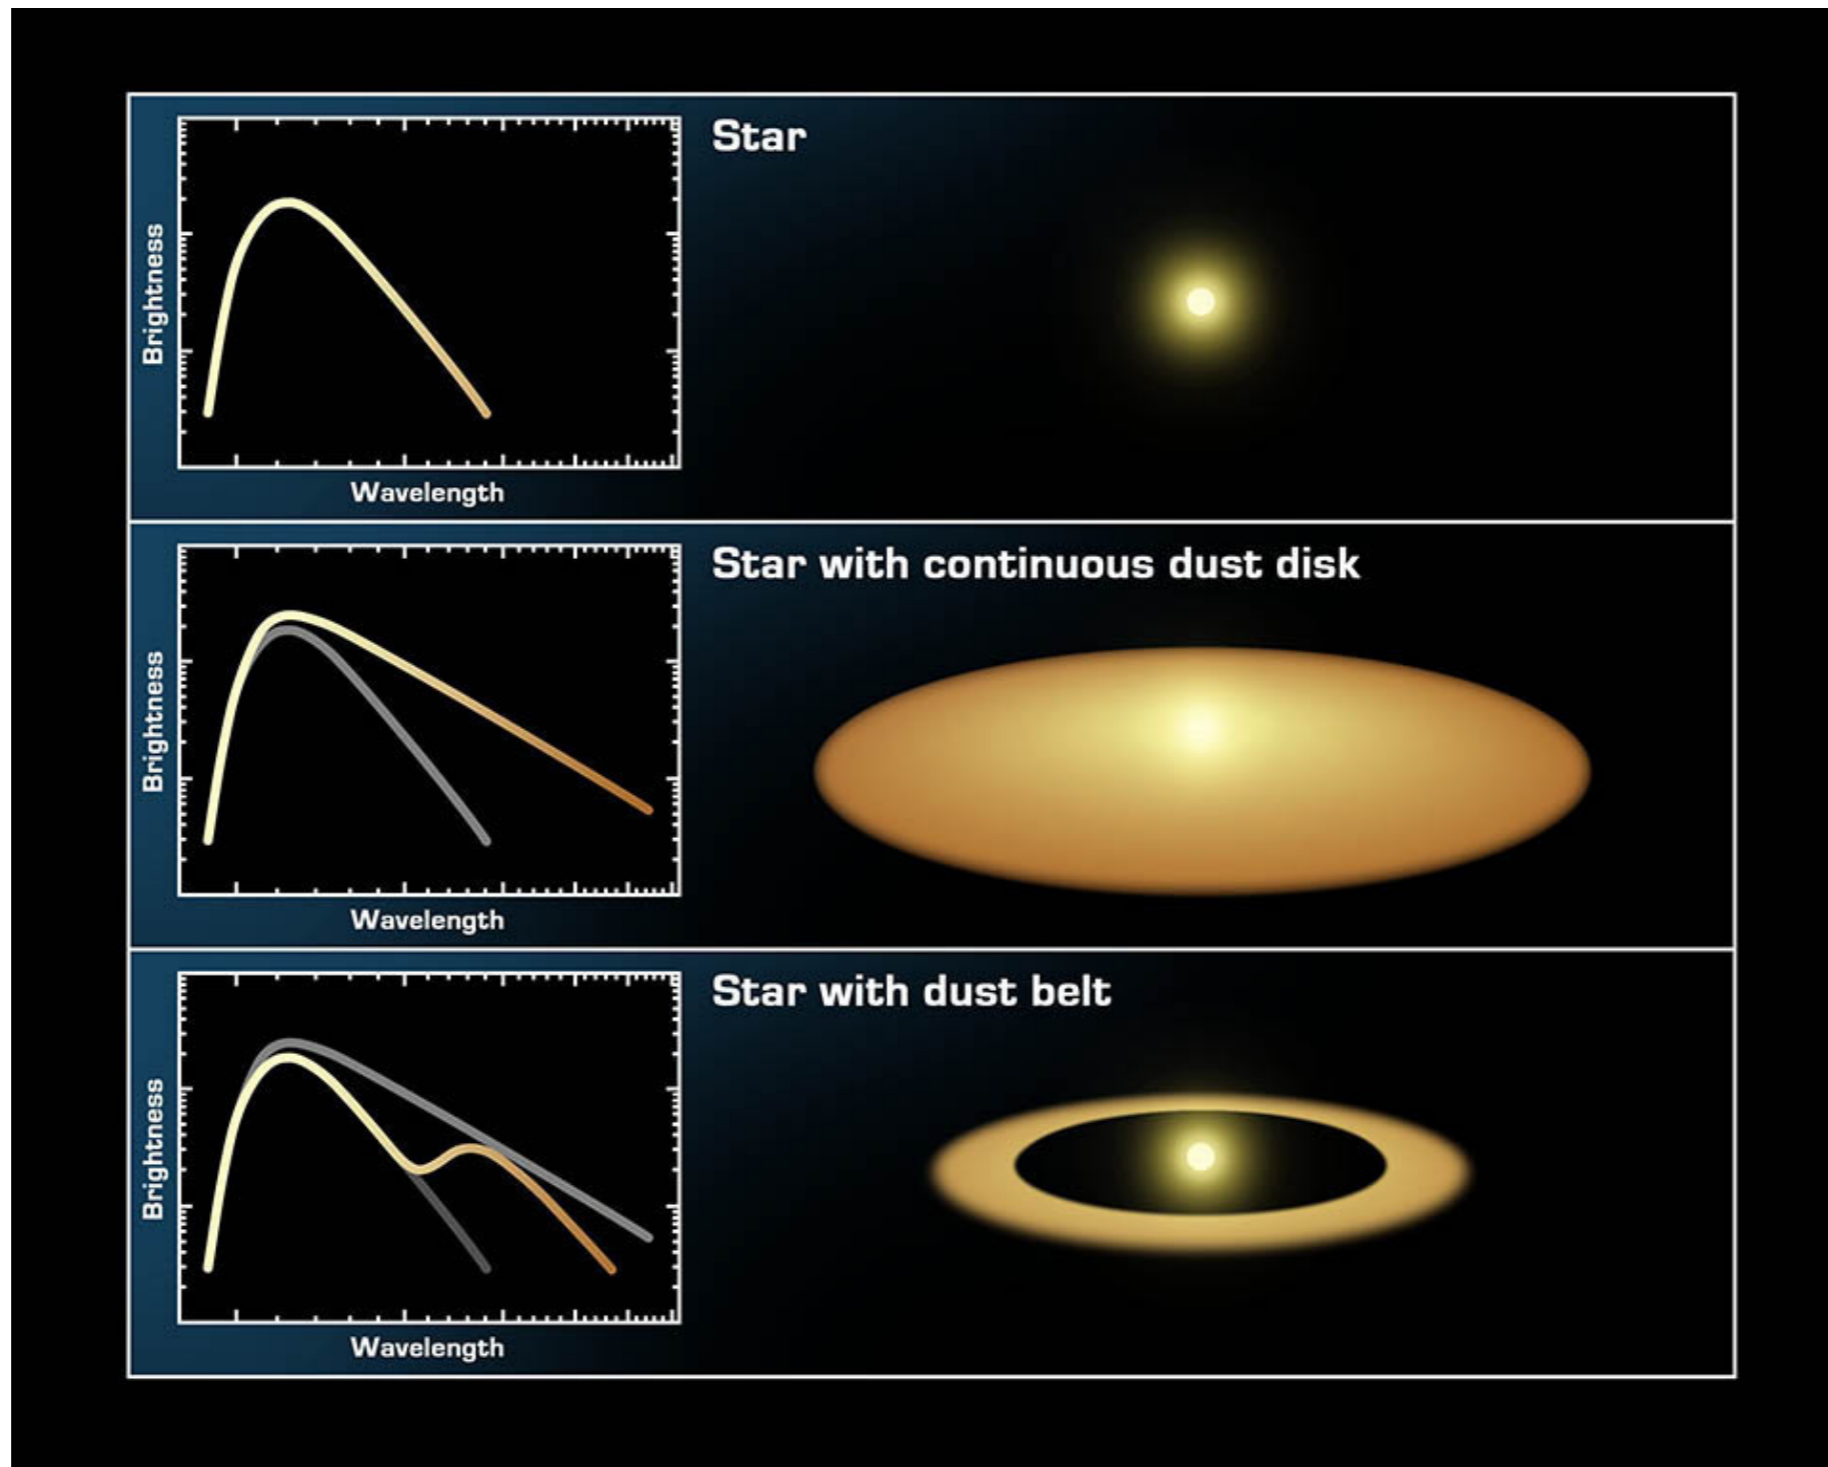 Star
Brightness
Wavelength
Star with continuous dust disk
Brightness
Wavelength
Star with dust belt
Brightness
Wavelength